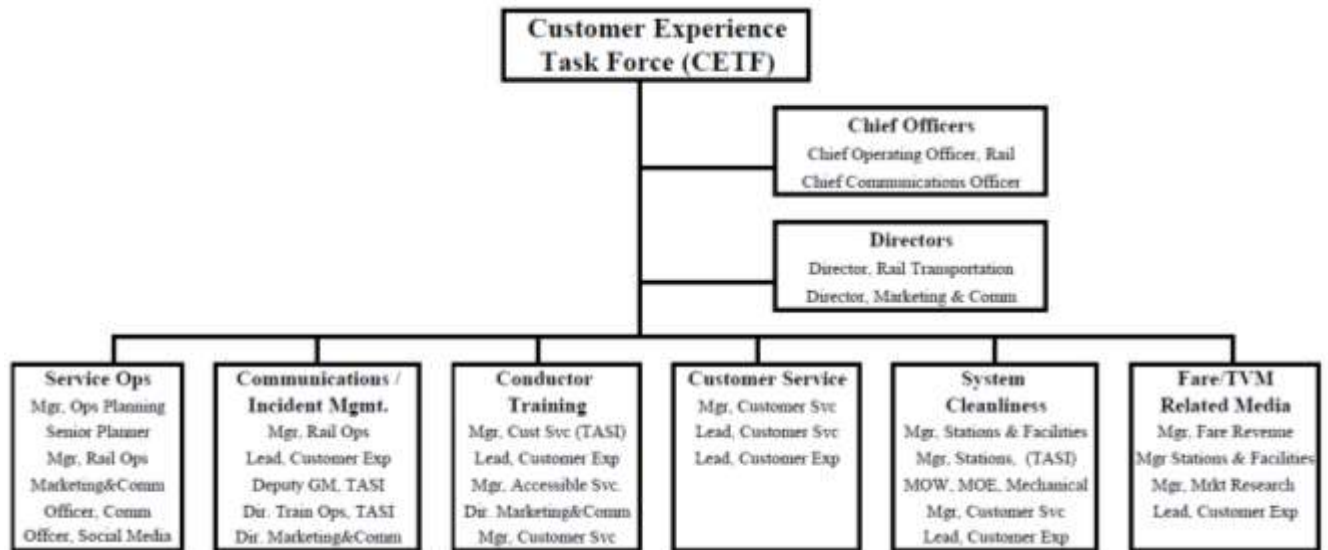 Customer Experience
Task Force (CETF)
Chief Officers
Chief Operating Officer, Rail
Chief Communications Officer
Directors
Director, Rail Transportation
Director, Marketing & Comm
Service Ops
Mgr, Ops Planning
Senior Planner
Mgr, Rail Ops
Marketing&Comm
Officer, Comm
Offcer, Social Media
Communications /
Incident Mgmt.
Mgr, Rail Ops
Lead, Customer Exp
Deputy GM, TASI
Dir. Train Ops, TASI
Dir. Marketing&Comm
Conductor
Training
Mgr, Cust Svc (TASI)
Lead, Customer Exp
Mgr, Accessible Svc.
Dir. Marketing&Comm
Mgr, Customer Svc
Customer Service
Mgr, Customer Svc
Lead, Customer Svc
Lead, Customer Exp
System
Cleanliness
Mgr, Stations & Facilities
Mgr, Stations, (TASI)
MOW, MOE, Mechanical
Mgr, Customer Svc
Lead, Customer Exp
Fare/TVM
Related Media
Mgr, Fare Revenue
Mgr Stations & Facilities
Mgr, Mrkt Research
Lead, Customer Exp